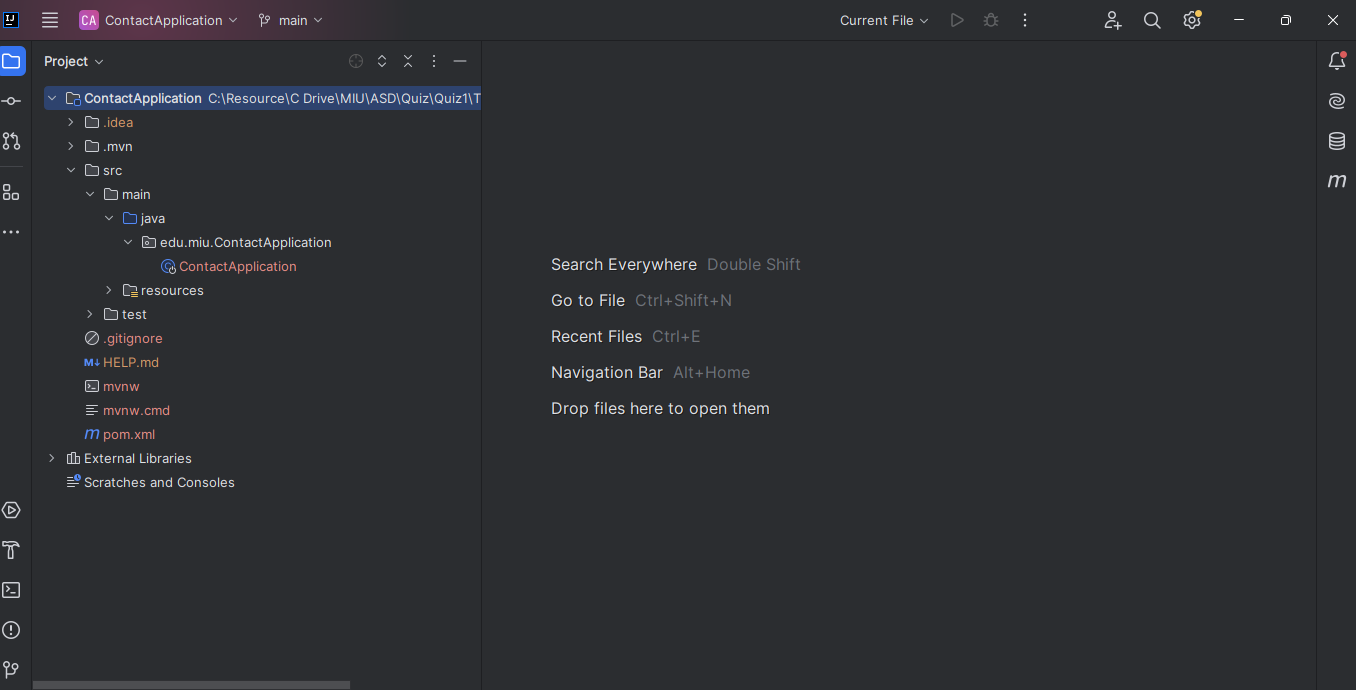 CA ContactApplication main Current File
Project
ContactApplication C:\Resource\C Drive\MIU\ASD\Quiz\Quiz1\T
.idea
.mvn
src
main
java
edu.miu.ContactApplication
ContactApplication
resources
test
.gitignore
HELP.md
mvnw
mvnw.cmd
pom.xml
External Libraries
Scratches and Consoles
Search Everywhere Double Shift
Go to File Ctrl+Shift+N
Recent Files Ctrl+E
Navigation Bar Alt+Home
Drop files here to open them